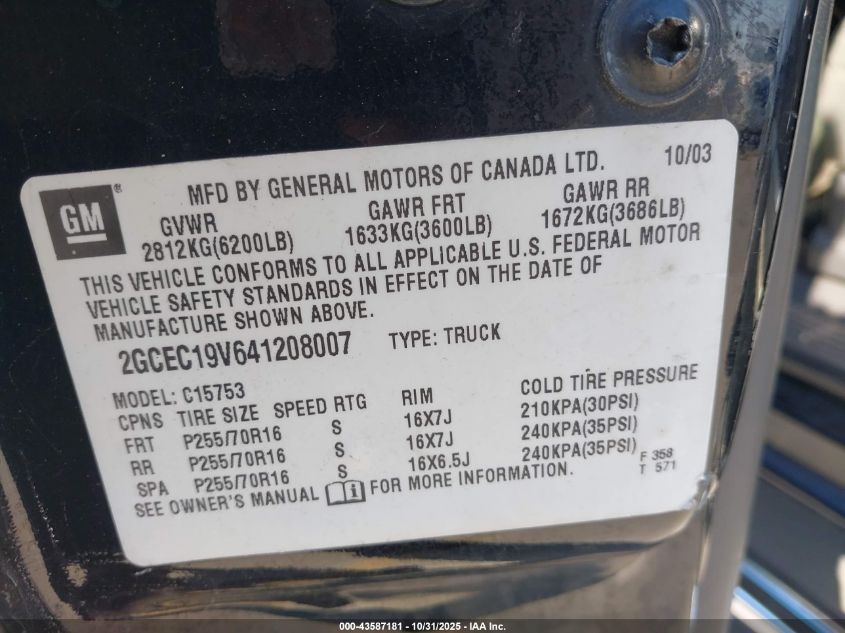 MFD BY GENERAL MOTORS OF CANADA LTD. 10/03
GM®
GVWR GAWR FRT GAWR RR
2812KG(6200LB) 1633KG(3600LB) 1672KG(3686LB)
THIS VEHICLE CONFORMS TO ALL APPLICABLE U.S. FEDERAL MOTOR
VEHICLE SAFETY STANDARDS IN EFFECT ON THE DATE OF
MANUFACTURE SHOWN ABOVE.
2GCEC19V641208007 TYPE: TRUCK
MODEL: C15753
CPNS TIRE SIZE SPEED RTG RIM COLD TIRE PRESSURE
FRT P255/70R16 S 16X7J 210KPA(30PSI)
RR P255/70R16 S 16X7J 240KPA(35PSI)
SPA P255/70R16 S 16X6.5J 240KPA(35PSI)
SEE OWNER'S MANUAL FOR MORE INFORMATION.
F 358
T 571
000-43587181 - 10/31/2025 - IAA Inc.